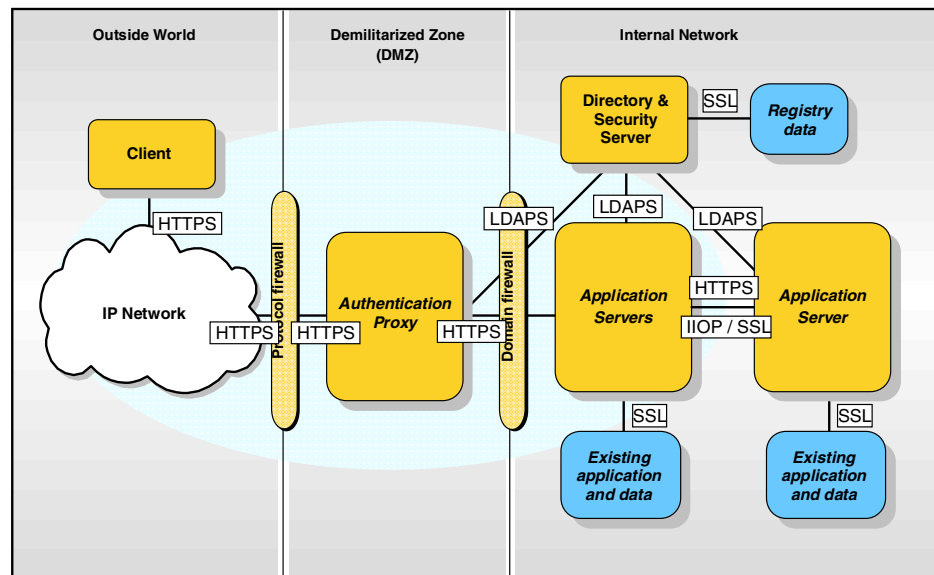 Outside World
Demilitarized Zone
(DMZ)
Internal Network
Directory &
Security
Server
SSL
Registry
data
Client
HTTPS
LDAPS
LDAPS
LDAPS
IP Network
HTTPS
Protocol firewall
HTTPS
Authentication
Proxy
HTTPS
Domain firewall
Application
Servers
HTTPS
IIOP / SSL
Application
Server
SSL
SSL
Existing
application
and data
Existing
application
and data